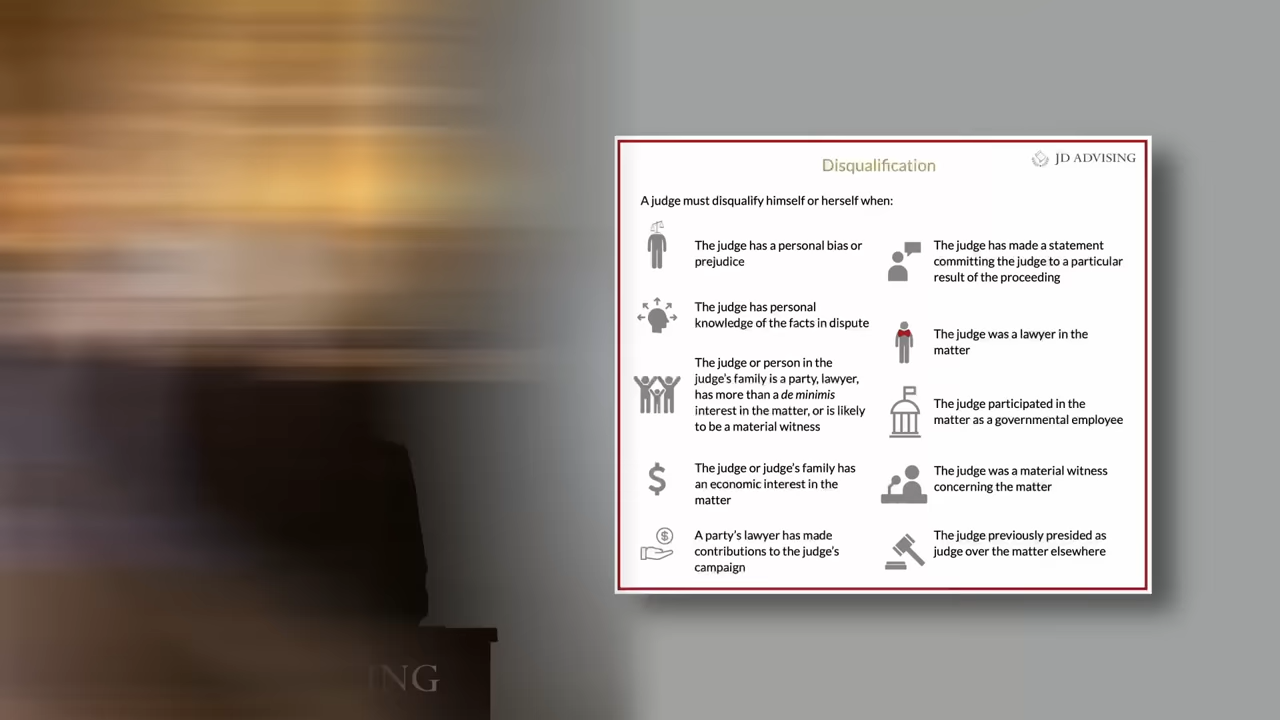 Disqualification
JD ADVISING
A judge must disqualify himself or herself when:
The judge has a personal bias or
prejudice
The judge has personal
knowledge of the facts in dispute
The judge or person in the
judge's family is a party, lawyer,
has more than a de minimis
interest in the matter, or is likely
to be a material witness
The judge or judge's family has
an economic interest in the
matter
A party's lawyer has made
contributions to the judge's
campaign
The judge has made a statement
committing the judge to a particular
result of the proceeding
The judge was a lawyer in the
matter
The judge participated in the
matter as a governmental employee
The judge was a material witness
concerning the matter
The judge previously presided as
judge over the matter elsewhere
ING